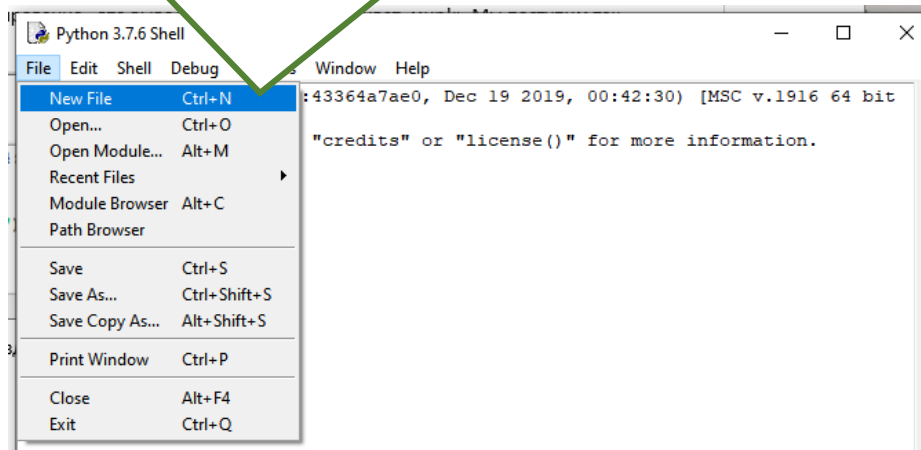 Python 3.7.6 Shell
File Edit Shell Debug Window Help
:43364a7ae0, Dec 19 2019, 00:42:30) [MSC v.1916 64 bit
"credits" or "license()" for more information.
New File Ctrl+N
Open... Ctrl+O
Open Module... Alt+M
Recent Files
Module Browser Alt+C
Path Browser
Save Ctrl+S
Save As... Ctrl+Shift+S
Save Copy As... Alt+Shift+S
Print Window Ctrl+P
Close Alt+F4
Exit Ctrl+Q